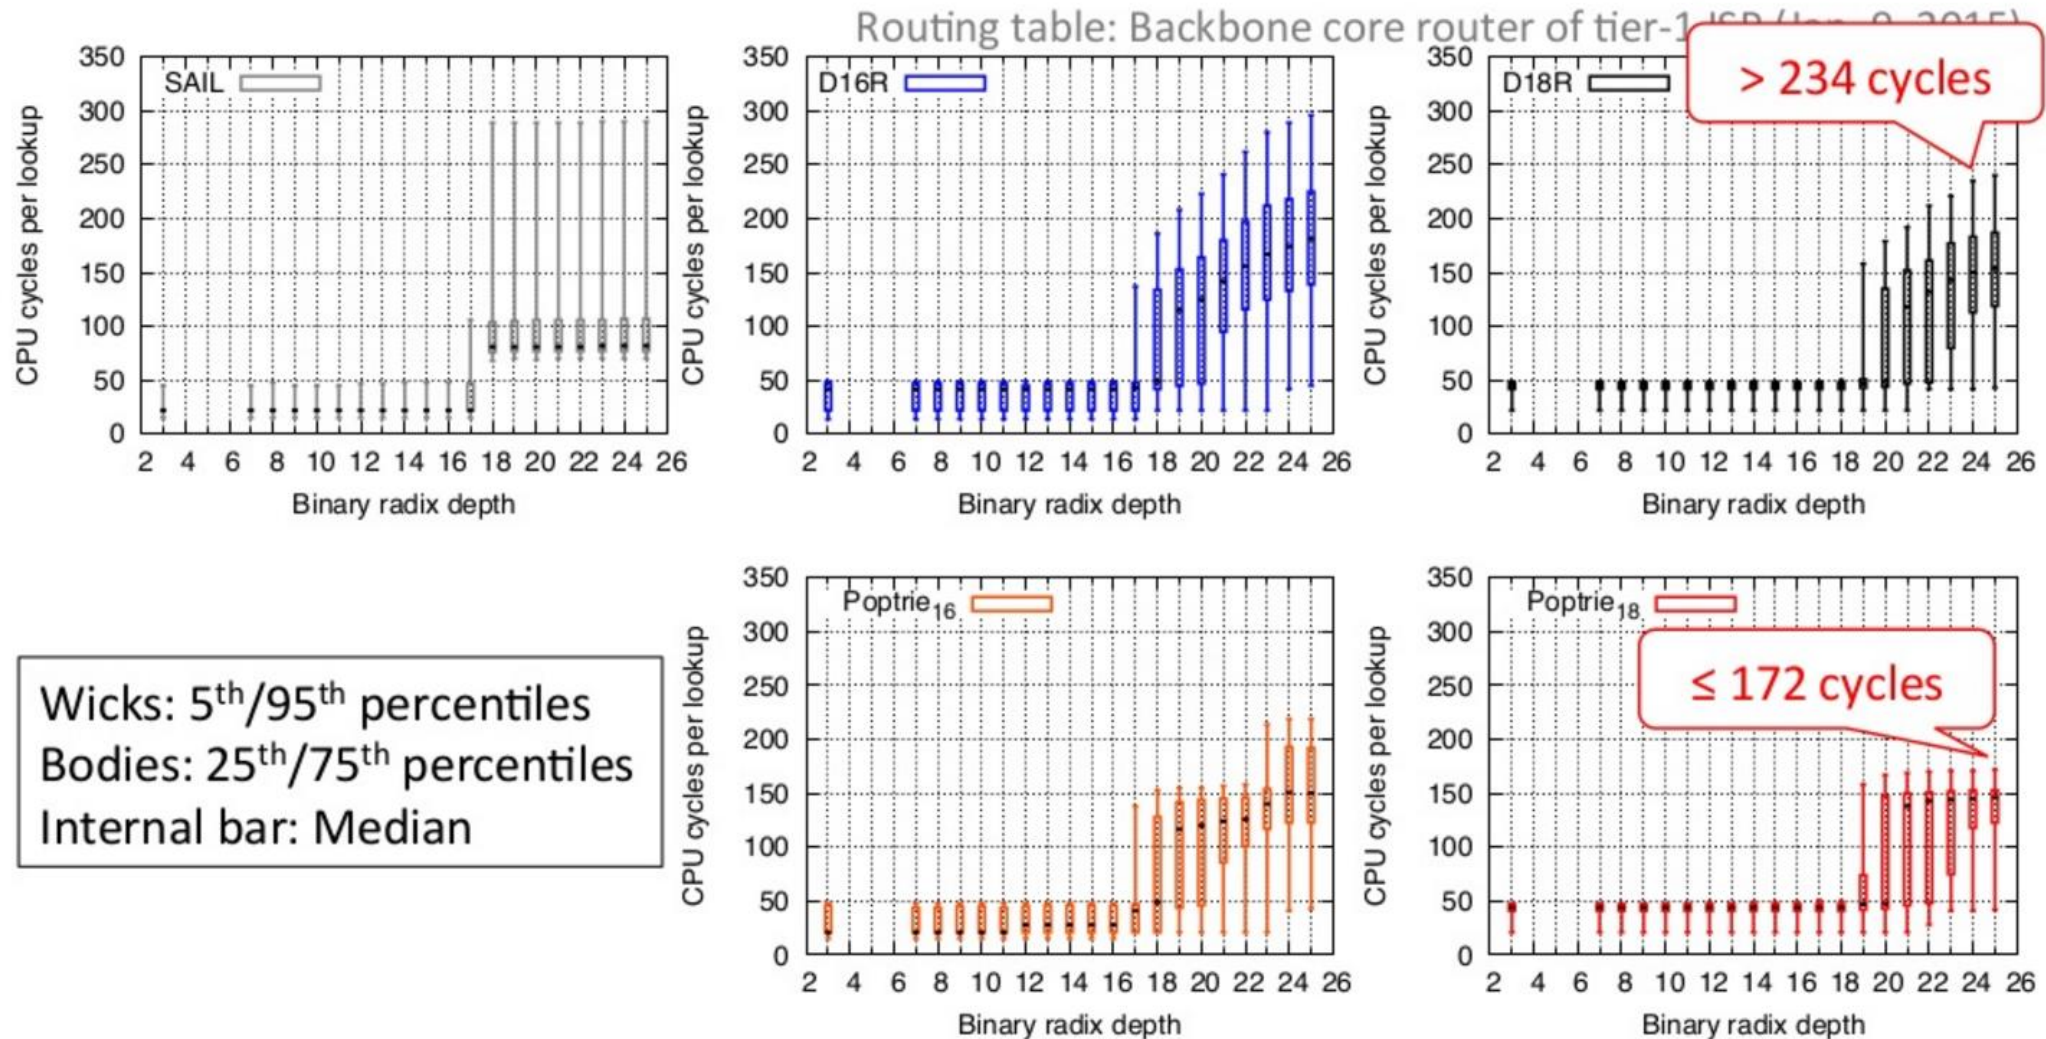 Routing table: Backbone core router of tier-1 ISP (Jan. 9, 2015)
350
300
250
200
150
100
50
0
CPU cycles per lookup
SAIL
2 4 6 8 10 12 14 16 18 20 22 24 26
Binary radix depth
350
300
250
200
150
100
50
0
CPU cycles per lookup
D16R
2 4 6 8 10 12 14 16 18 20 22 24 26
Binary radix depth
350
300
250
200
150
100
50
0
CPU cycles per lookup
D18R
> 234 cycles
2 4 6 8 10 12 14 16 18 20 22 24 26
Binary radix depth
Wicks: 5th/95th percentiles
Bodies: 25th/75th percentiles
Internal bar: Median
350
300
250
200
150
100
50
0
CPU cycles per lookup
Poptrie16
2 4 6 8 10 12 14 16 18 20 22 24 26
Binary radix depth
350
300
250
200
150
100
50
0
CPU cycles per lookup
Poptrie18
≤ 172 cycles
2 4 6 8 10 12 14 16 18 20 22 24 26
Binary radix depth